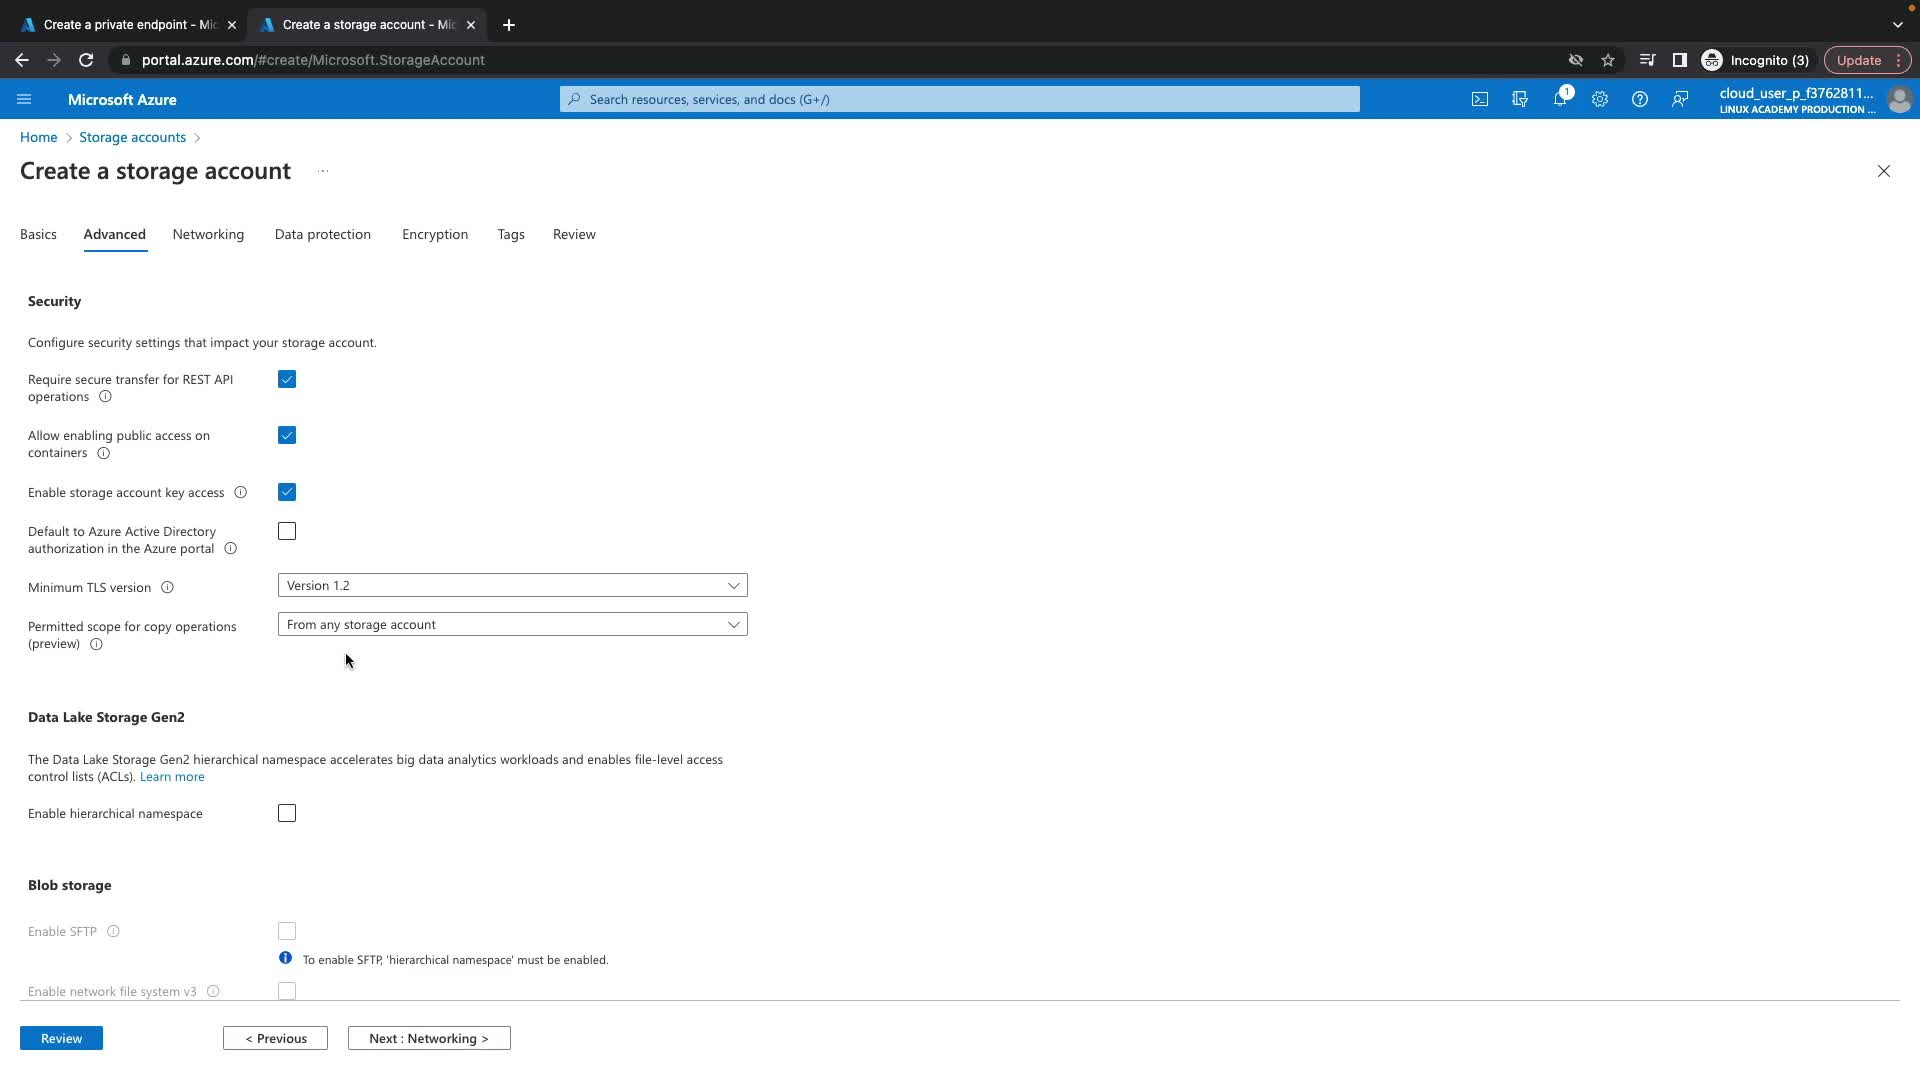 Create a private endpoint - Mic
Create a storage account - Mic
portal.azure.com/#create/Microsoft.StorageAccount
Incognito (3)
Update
Microsoft Azure
Search resources, services, and docs (G+/)
1
cloud_user_p_f3762811...
LINUX ACADEMY PRODUCTION ...
Home > Storage accounts >
Create a storage account ...
Basics
Advanced
Networking
Data protection
Encryption
Tags
Review
Security
Configure security settings that impact your storage account.
Require secure transfer for REST API
operations
Allow enabling public access on
containers
Enable storage account key access
Default to Azure Active Directory
authorization in the Azure portal
Minimum TLS version
Version 1.2
Permitted scope for copy operations
(preview)
From any storage account
Data Lake Storage Gen2
The Data Lake Storage Gen2 hierarchical namespace accelerates big data analytics workloads and enables file-level access
control lists (ACLs). Learn more
Enable hierarchical namespace
Blob storage
Enable SFTP
To enable SFTP, 'hierarchical namespace' must be enabled.
Enable network file system v3
Review
< Previous
Next : Networking >